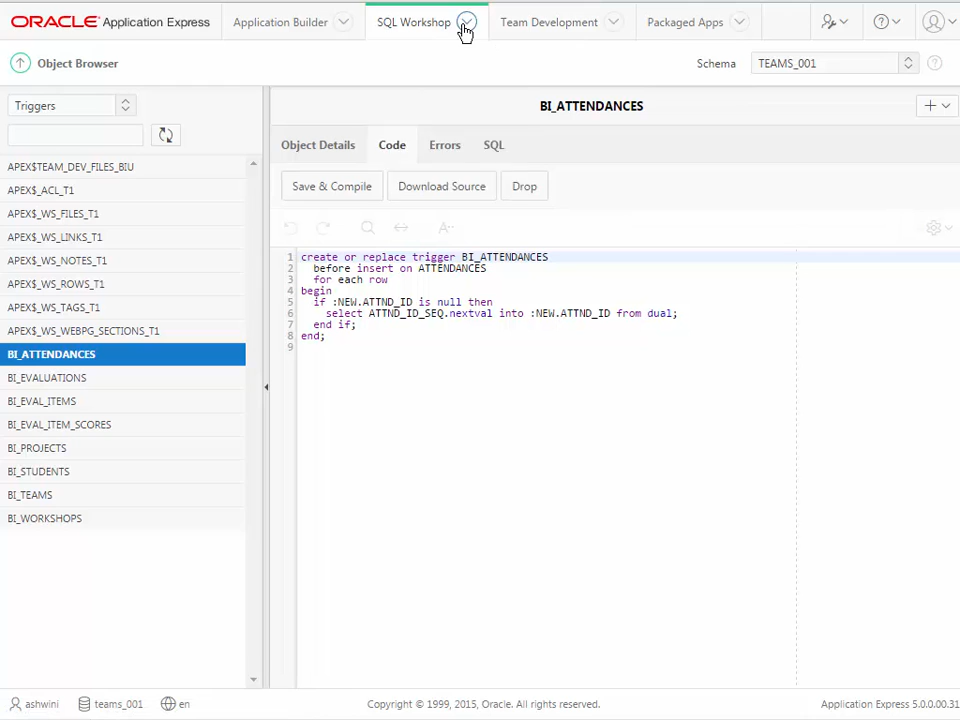 ORACLE Application Express Application Builder SQL Workshop Team Development Packaged Apps
Object Browser Schema TEAMS_001
Triggers
BI_ATTENDANCES
Object Details Code Errors SQL
Save & Compile Download Source Drop
APEX$TEAM_DEV_FILES_BIU
APEX$_ACL_T1
APEX$_WS_FILES_T1
APEX$_WS_LINKS_T1
APEX$_WS_NOTES_T1
APEX$_WS_ROWS_T1
APEX$_WS_TAGS_T1
APEX$_WS_WEBPG_SECTIONS_T1
BI_ATTENDANCES
BI_EVALUATIONS
BI_EVAL_ITEMS
BI_EVAL_ITEM_SCORES
BI_PROJECTS
BI_STUDENTS
BI_TEAMS
BI_WORKSHOPS
A··
1 create or replace trigger BI_ATTENDANCES
2 before insert on ATTENDANCES
3 for each row
4 begin
5 if :NEW.ATTND_ID is null then
6 select ATTND_ID_SEQ.nextval into :NEW.ATTND_ID from dual;
7 end if;
8 end;
9
ashwini teams_001 en Copyright © 1999, 2015, Oracle. All rights reserved. Application Express 5.0.0.00.31